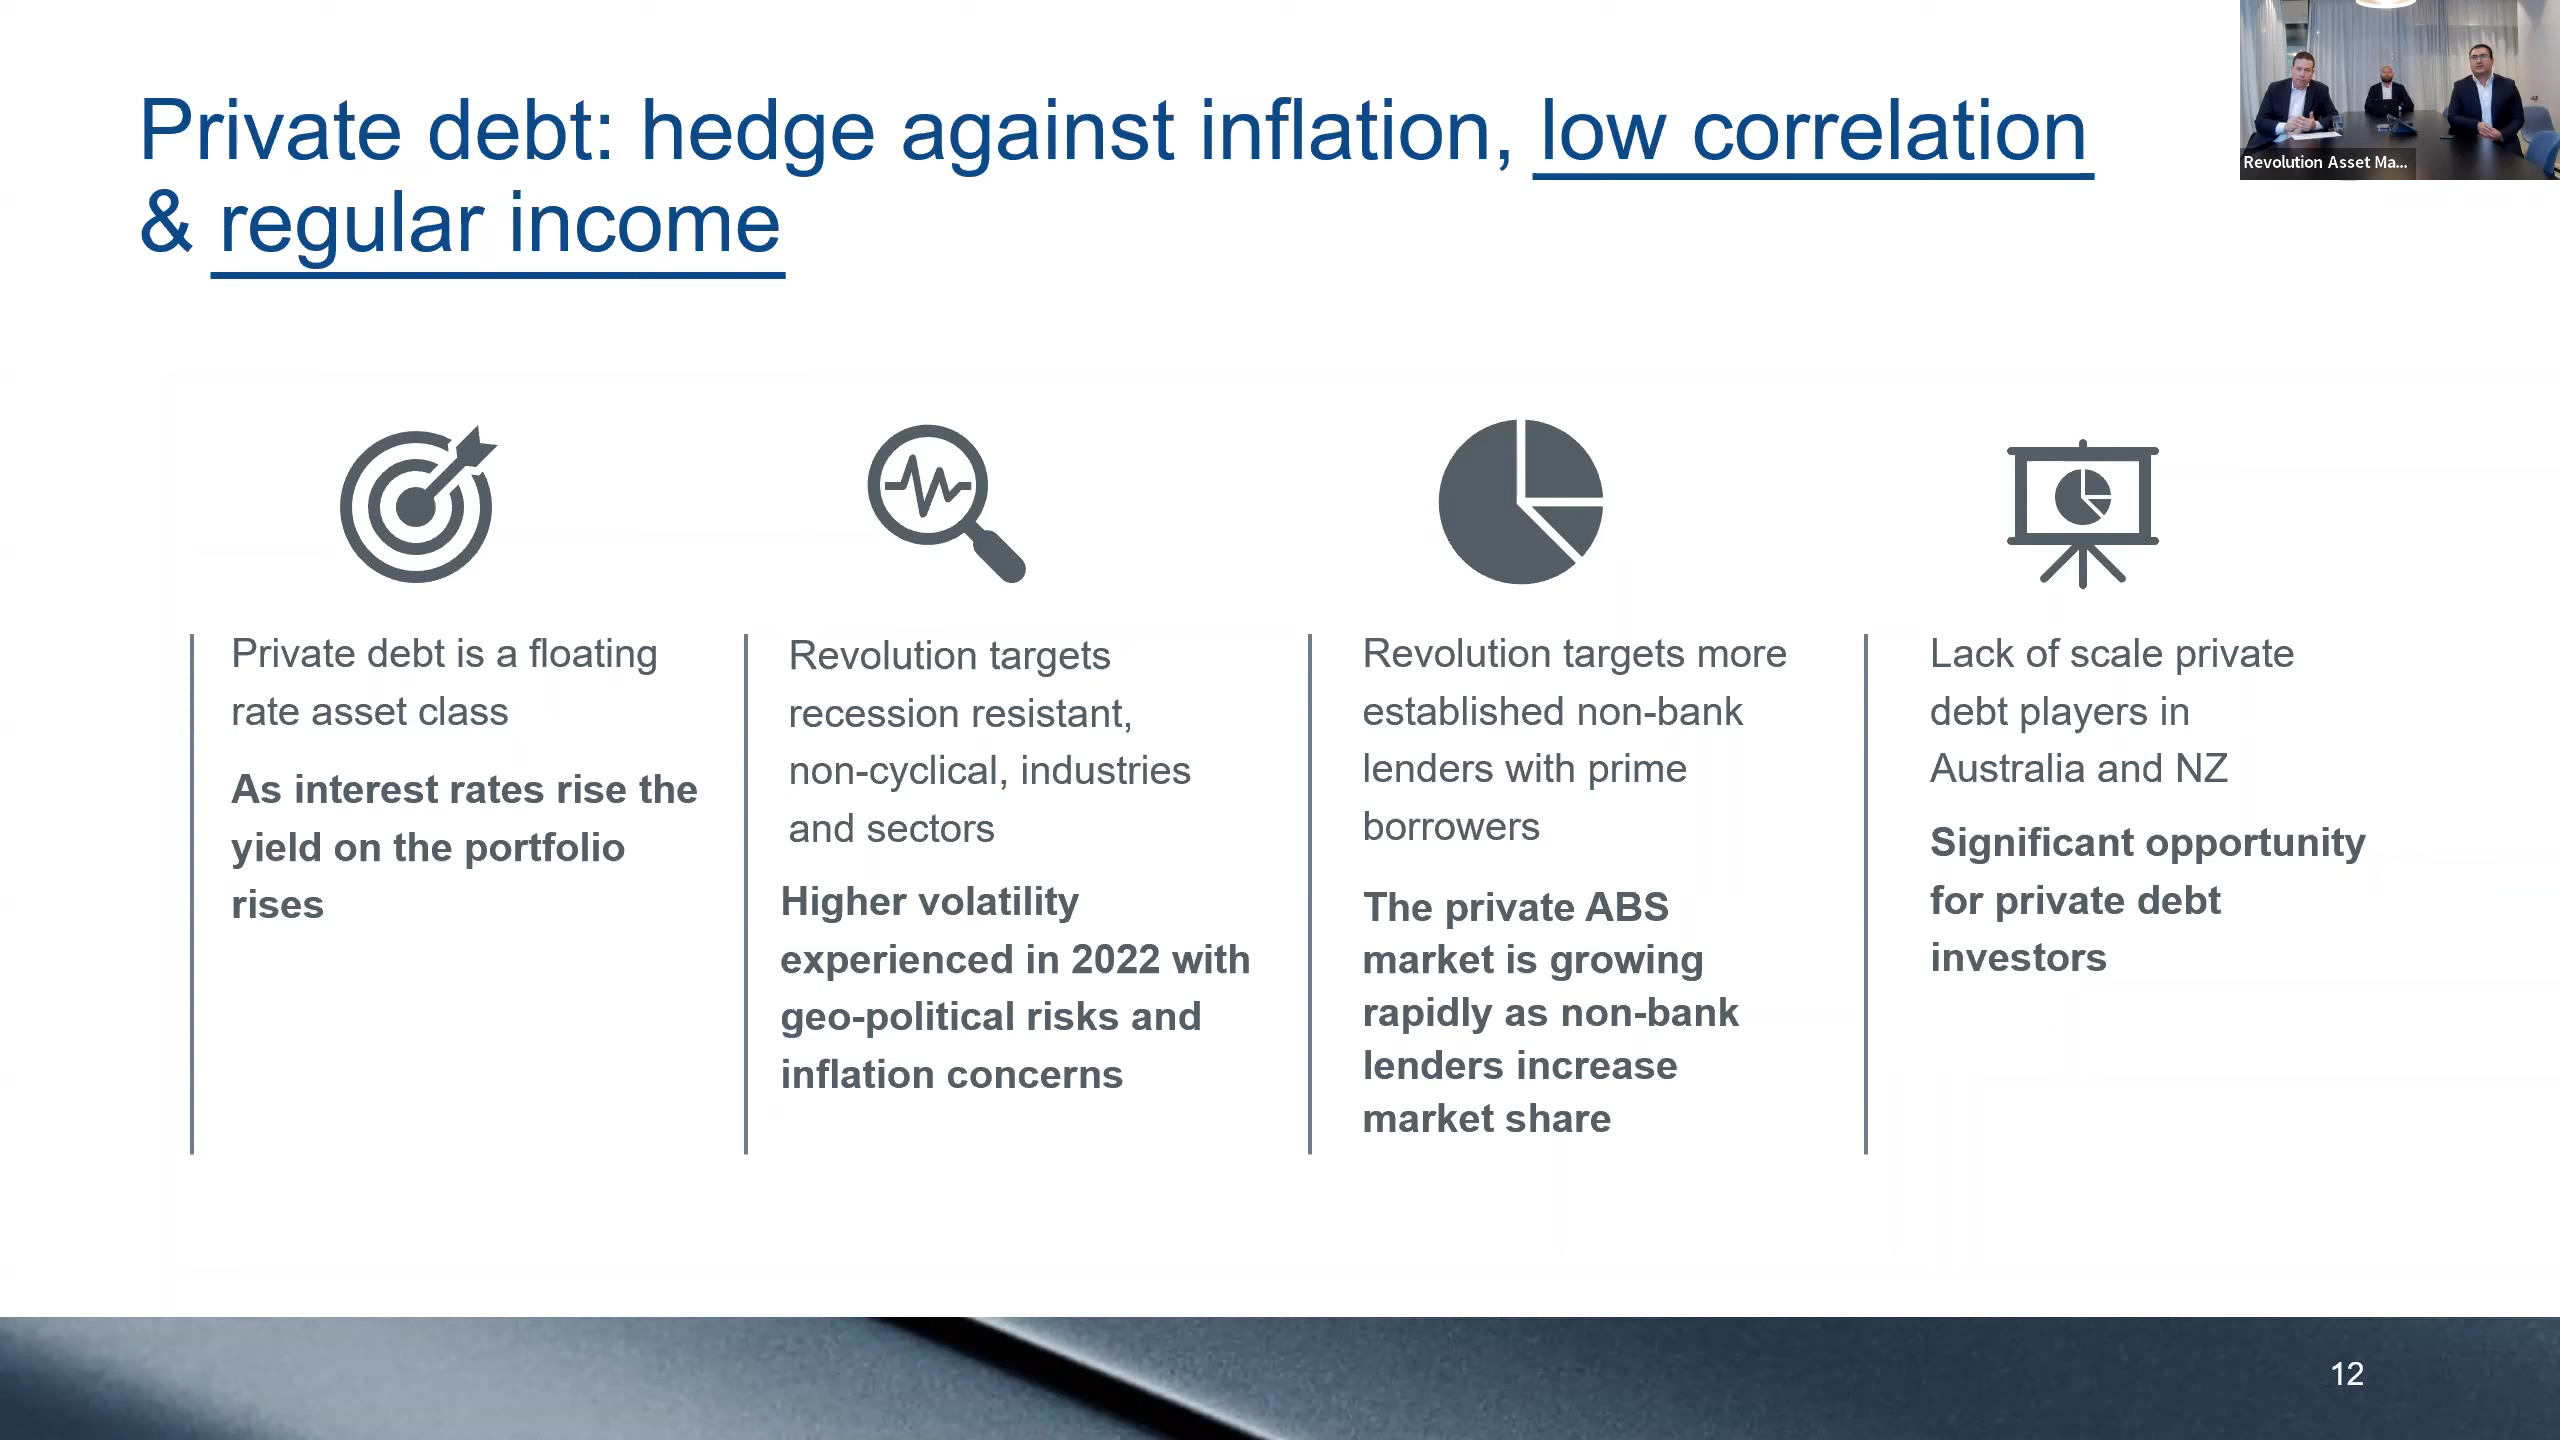 Private debt: hedge against inflation, low correlation
& regular income
Revolution Asset Ma...
Private debt is a floating
rate asset class
As interest rates rise the
yield on the portfolio
rises
Revolution targets
recession resistant,
non-cyclical, industries
and sectors
Higher volatility
experienced in 2022 with
geo-political risks and
inflation concerns
Revolution targets more
established non-bank
lenders with prime
borrowers
The private ABS
market is growing
rapidly as non-bank
lenders increase
market share
Lack of scale private
debt players in
Australia and NZ
Significant opportunity
for private debt
investors
12